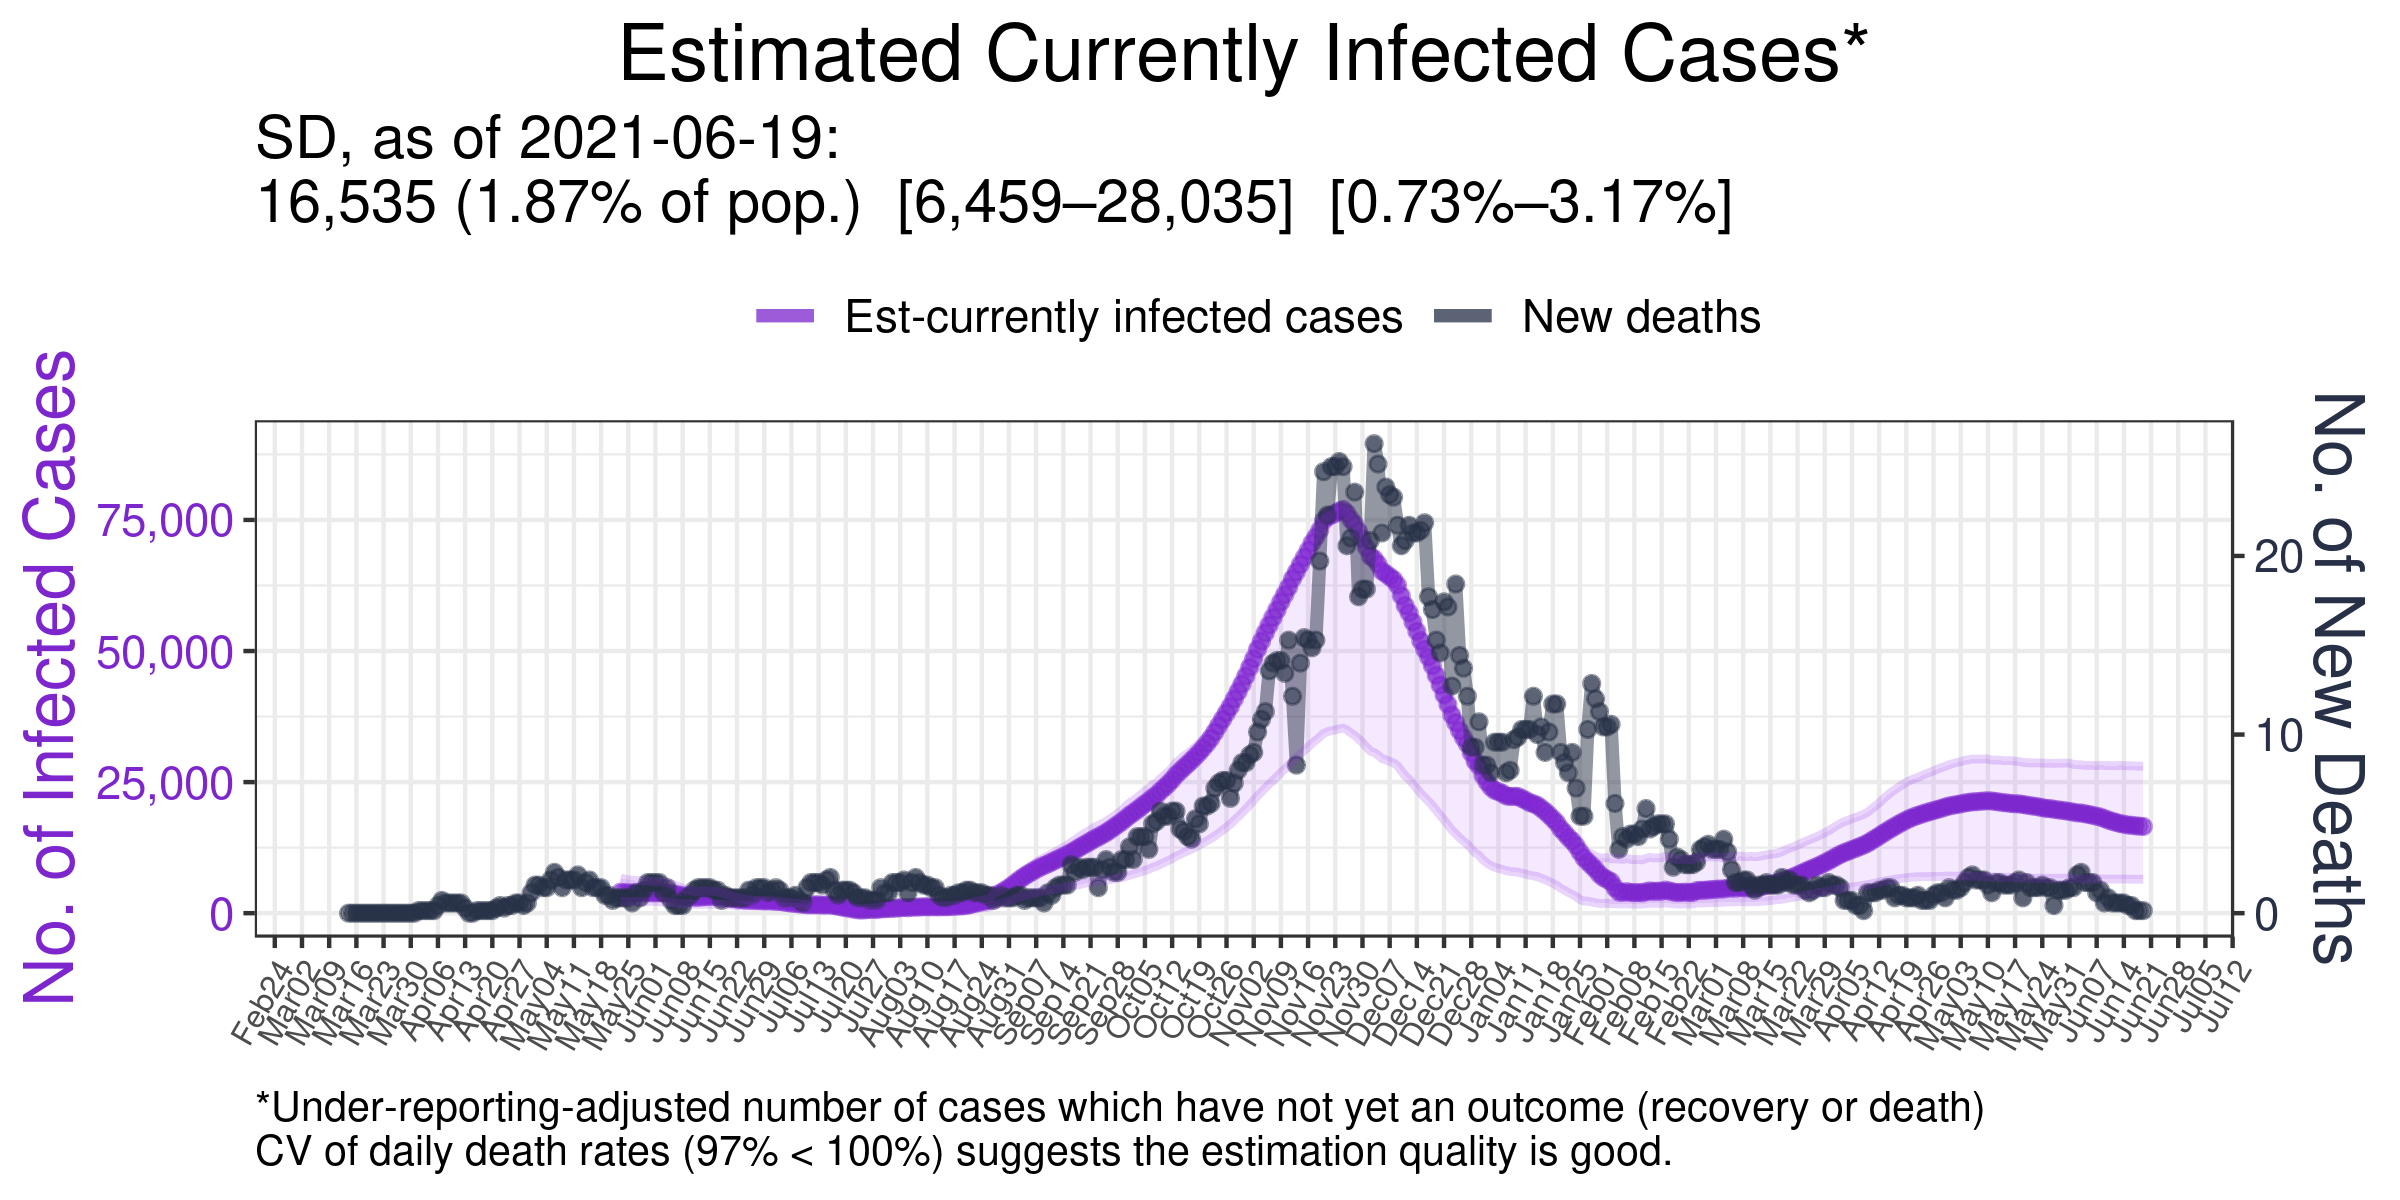 Estimated Currently Infected Cases*
SD, as of 2021-06-19:
16,535 (1.87% of pop.) [6,459–28,035] [0.73%–3.17%]
Est-currently infected cases New deaths
No. of Infected Cases
75,000
50,000
25,000
0
20
10
0
No. of New Deaths
Feb24 Mar02 Mar09 Mar16 Mar23 Mar30 Apr06 Apr13 Apr20 Apr27 May04 May11 May18 May25 Jun01 Jun08 Jun15 Jun22 Jun29 Jul06 Jul13 Jul20 Jul27 Aug03 Aug10 Aug17 Aug24 Aug31 Sep07 Sep14 Sep21 Sep28 Oct05 Oct12 Oct19 Oct26 Nov02 Nov09 Nov16 Nov23 Nov30 Dec07 Dec14 Dec21 Dec28 Jan04 Jan11 Jan18 Jan25 Feb01 Feb08 Feb15 Feb22 Mar01 Mar08 Mar15 Mar22 Mar29 Apr05 Apr12 Apr19 Apr26 May03 May10 May17 May24 May31 Jun07 Jun14 Jun21 Jun28 Jul05 Jul12
*Under-reporting-adjusted number of cases which have not yet an outcome (recovery or death)
CV of daily death rates (97% < 100%) suggests the estimation quality is good.